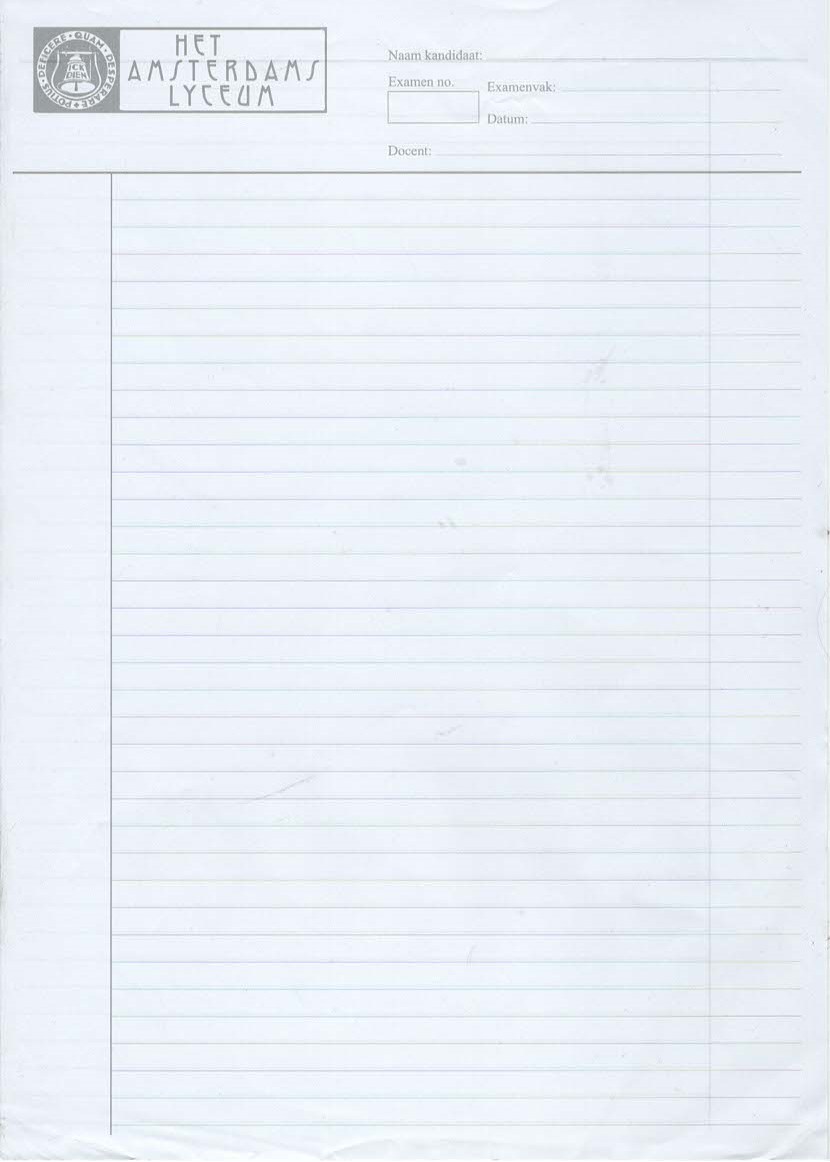 DEFICERE · QUAM · DESPERARE · POTIUS ·
ICK
DIEN
HET
AMSTERDAMS
LYCEUM
Naam kandidaat:
Examen no.
Examenvak:
Datum:
Docent: